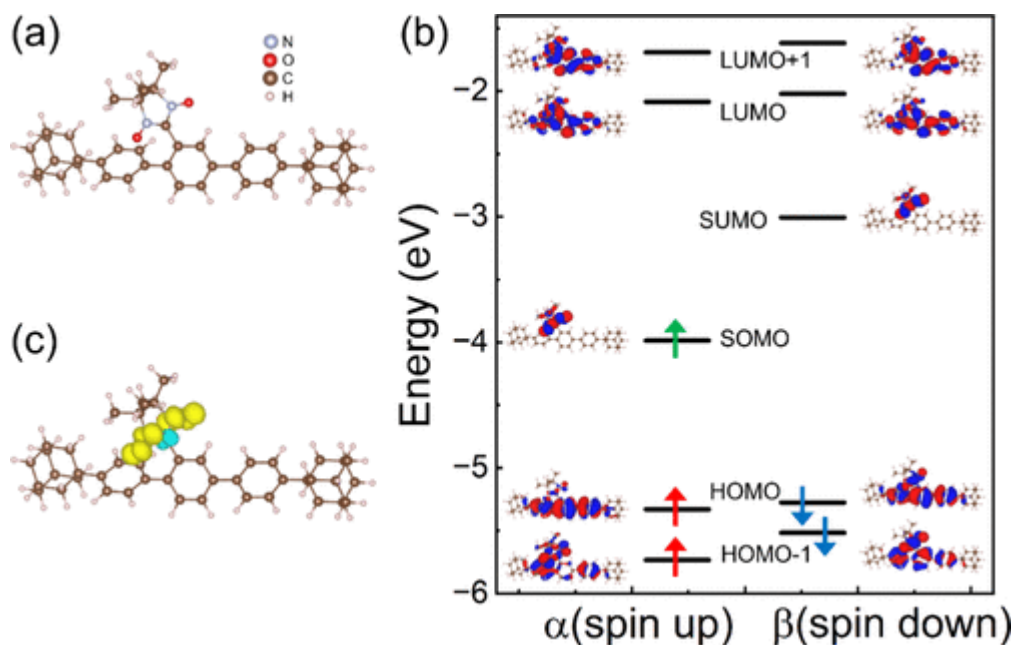 (a)
N
O
C
H
(b)
Energy (eV)
−2
−3
−4
−5
−6
LUMO+1
LUMO
SUMO
SOMO
HOMO
HOMO-1
α(spin up)
β(spin down)
(c)